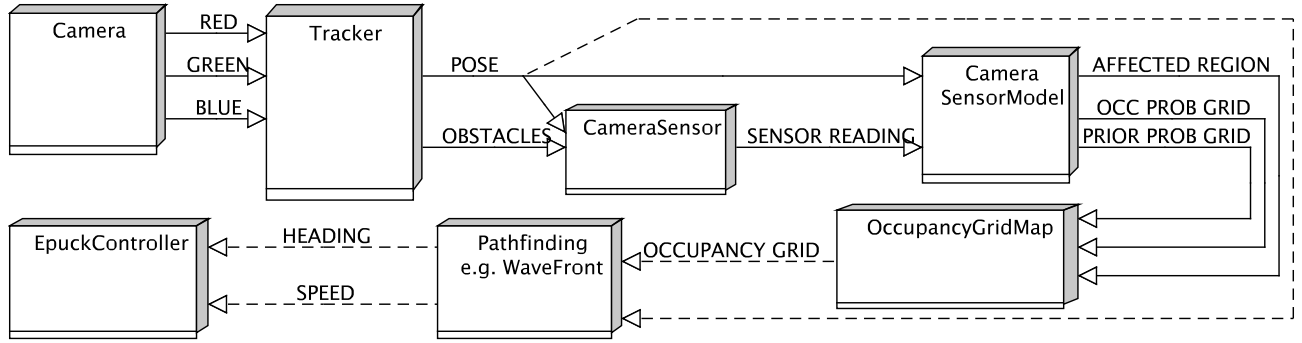 Camera
RED
GREEN
BLUE
Tracker
POSE
OBSTACLES
CameraSensor
SENSOR READING
Camera
SensorModel
AFFECTED REGION
OCC PROB GRID
PRIOR PROB GRID
EpuckController
HEADING
SPEED
Pathfinding
e.g. WaveFront
OCCUPANCY GRID
OccupancyGridMap